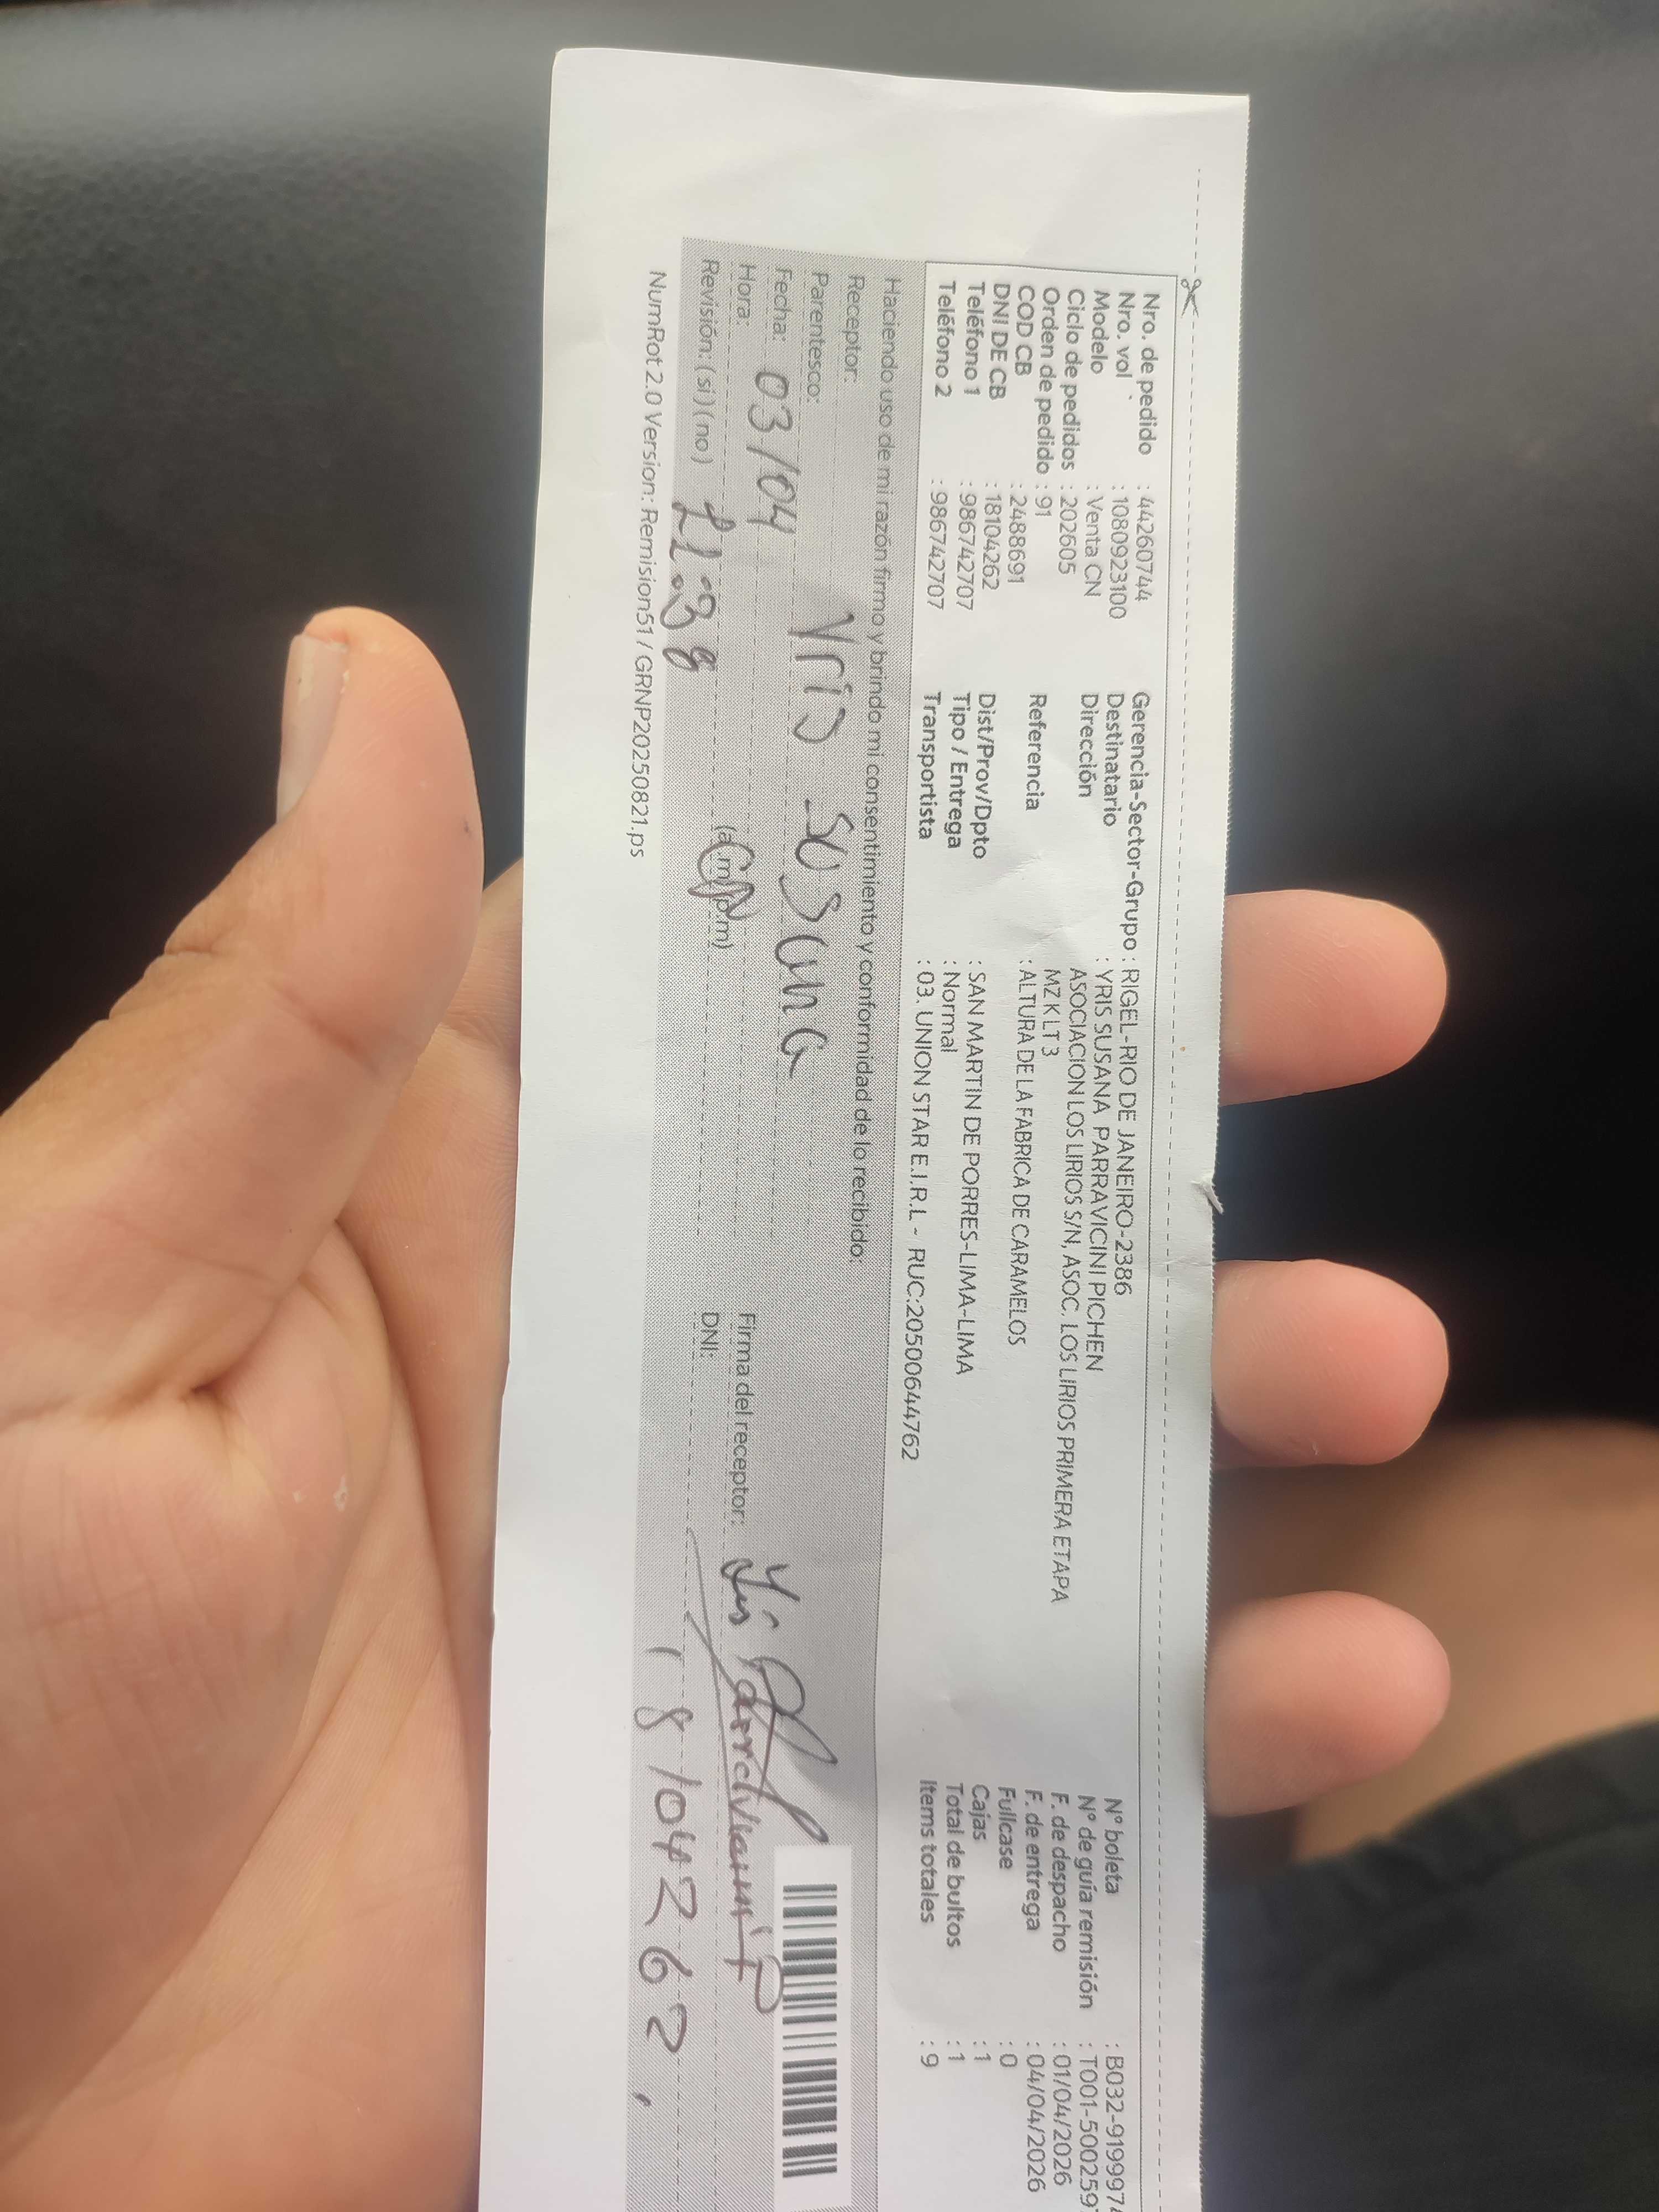 Nro. de pedido : 44260744
Nro. vol : 1080923100
Modelo : Venta CN
Ciclo de pedidos : 202605
Orden de pedido : 91
COD CB : 2488691
DNI DE CB : 18104262
Teléfono 1 : 986742707
Teléfono 2 : 986742707
Gerencia-Sector-Grupo : RIGEL-RIO DE JANEIRO-2386
Destinatario : YRIS SUSANA PARRAVICINI PICHEN
Dirección ASOCIACION LOS LIRIOS S/N, ASOC. LOS LIRIOS PRIMERA ETAPA
MZ K LT 3
Referencia : ALTURA DE LA FABRICA DE CARAMELOS
Dist/Prov/Dpto : SAN MARTIN DE PORRES-LIMA-LIMA
Tipo / Entrega : Normal
Transportista : 03. UNION STAR E.I.R.L - RUC:20500644762
N° boleta : B032-9199974
N° de guía remisión : T001-5002597
F. de despacho : 01/04/2026
F. de entrega : 04/04/2026
Fullcase : 0
Cajas : 1
Total de bultos : 1
Items totales : 9
Haciendo uso de mi razón firmo y brindo mi consentimiento y conformidad de lo recibido:
Receptor:
Parentesco: Yris Susana
Fecha: 03/04
Hora: (a.m/p.m)
Revisión: (si) (no)
Firma del receptor:
DNI: 18104262
NumRot 2.0 Version: Remision51 / GRNP20250821.ps